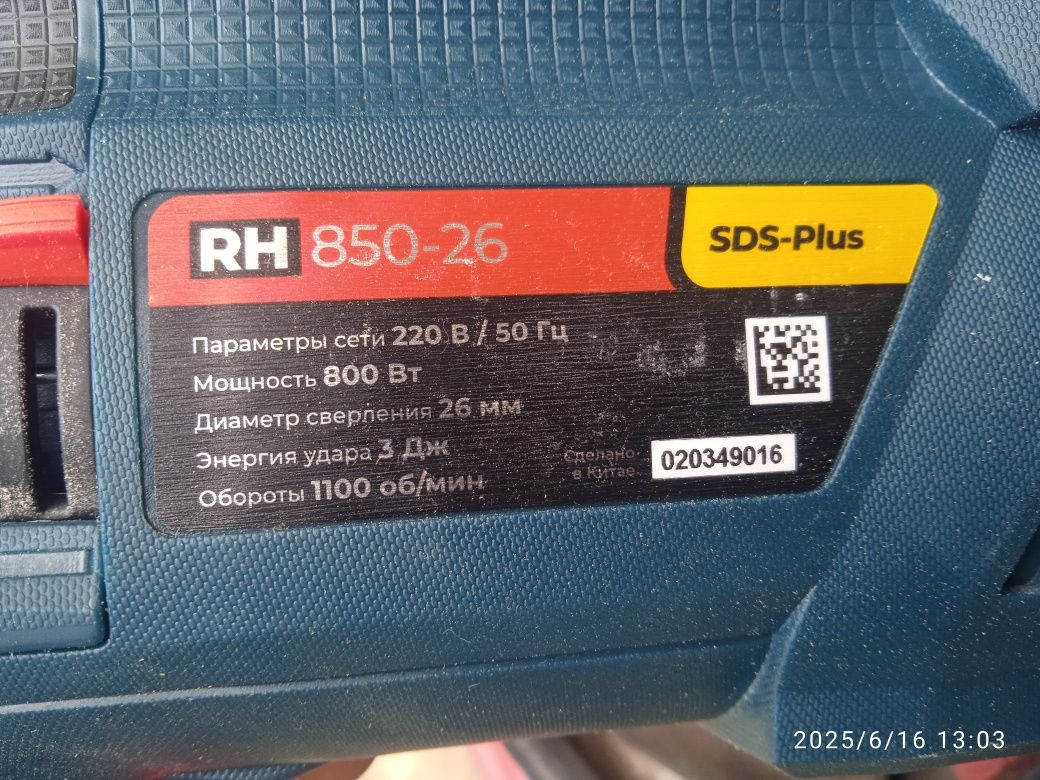 RH 850-26
SDS-Plus
Параметры сети 220 В / 50 Гц
Мощность 800 Вт
Диаметр сверления 26 мм
Энергия удара 3 Дж
Обороты 1100 об/мин
Сделано
в Китае
020349016
2025/6/16 13:03